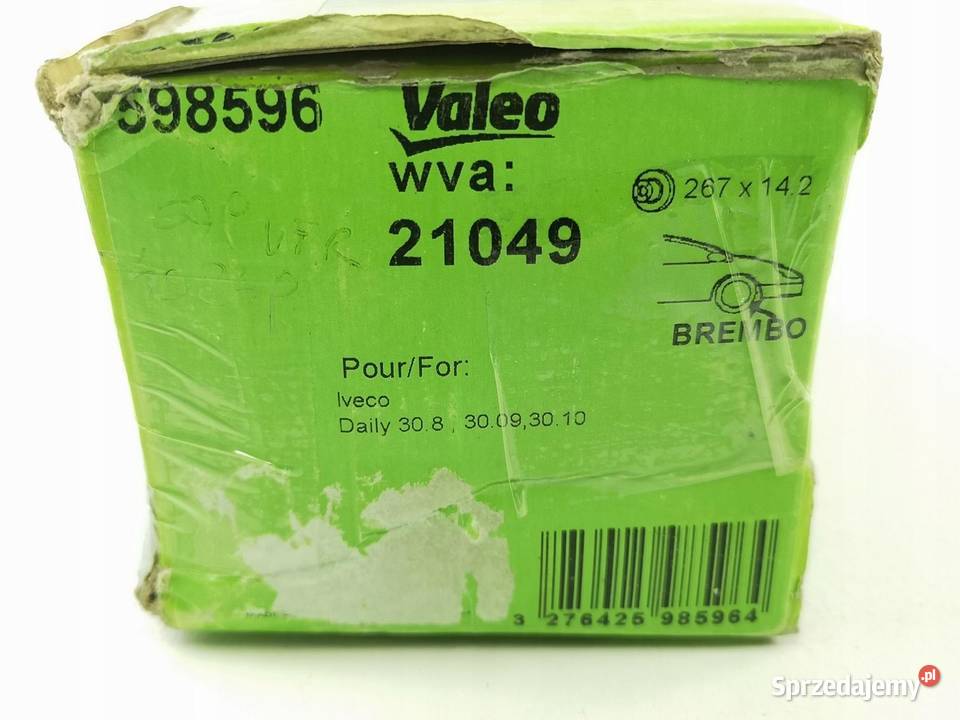 598596
Valeo
wva:
21049
267 x 14.2
BREMBO
Pour/For:
Iveco
Daily 30.8 , 30.09,30.10
3 276425 985964
Sprzedajemy.pl